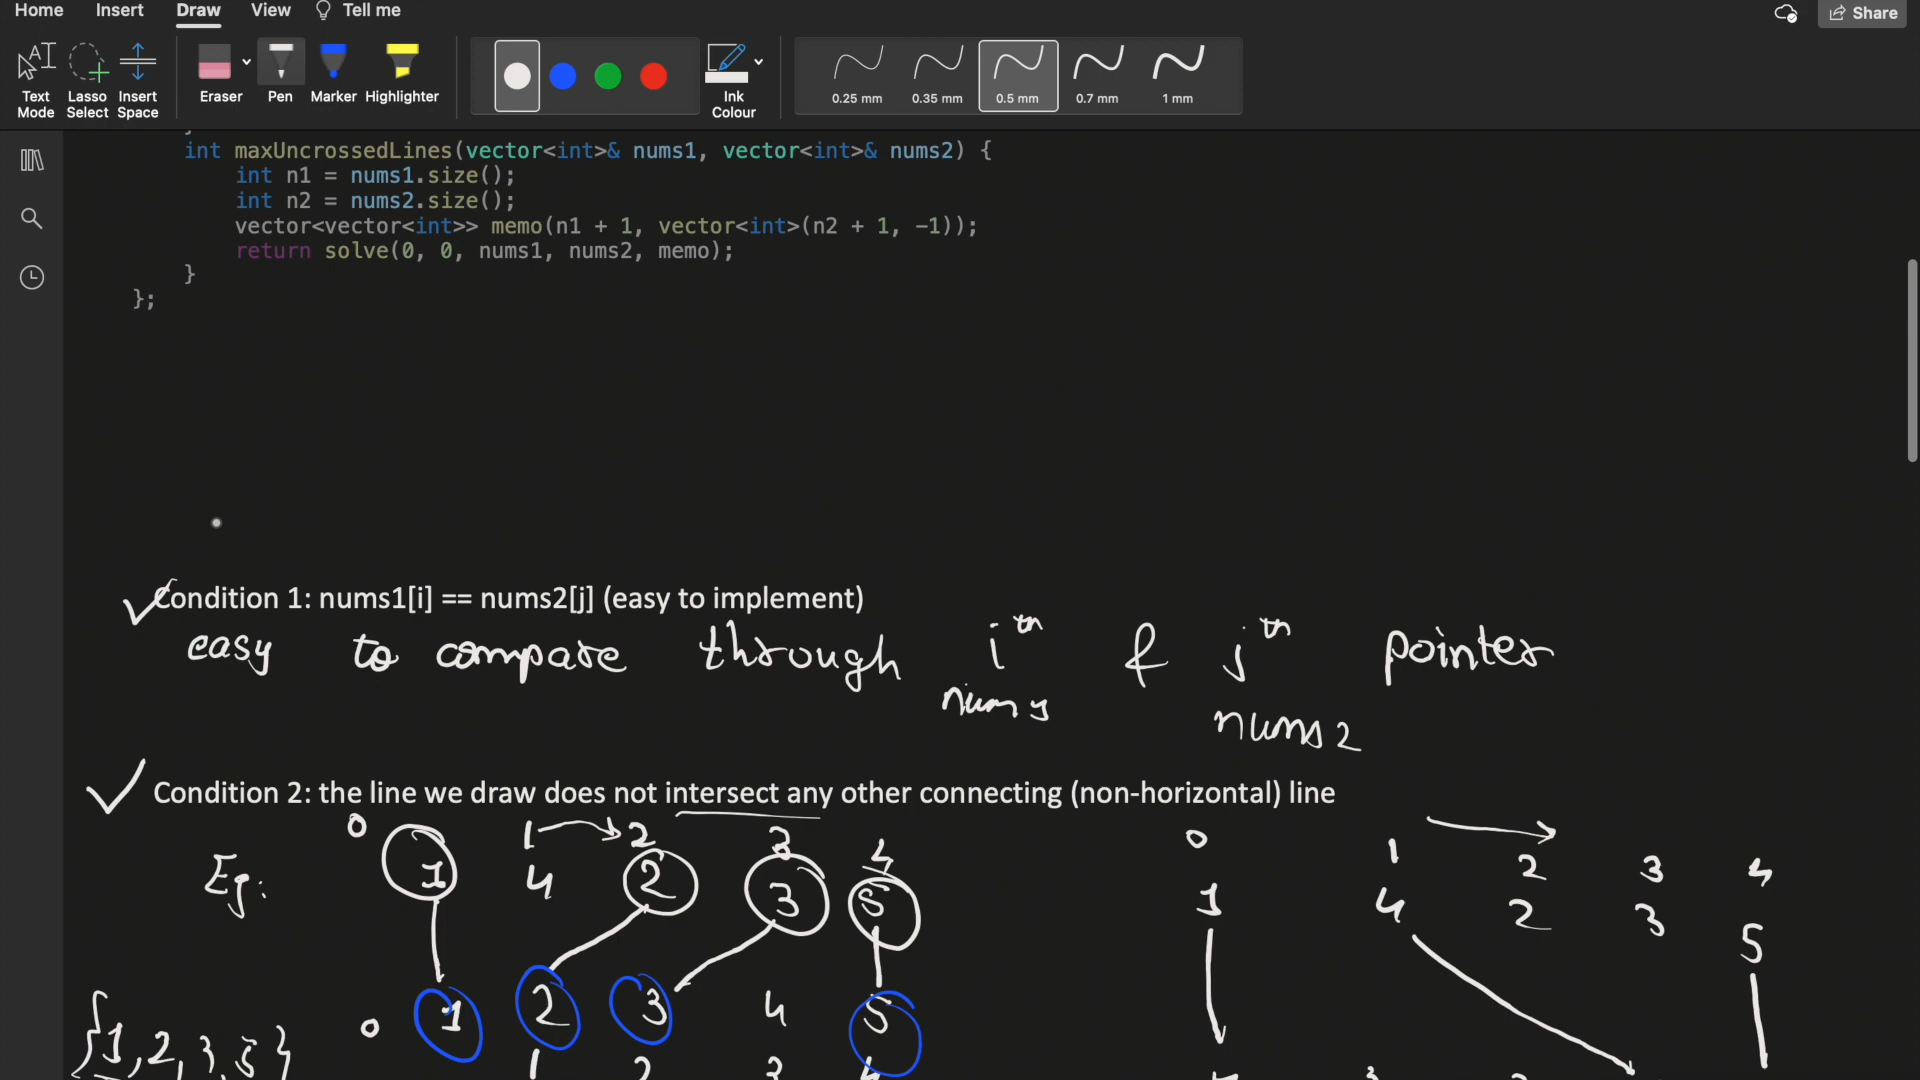 Home Insert Draw View Tell me Share
Text Mode Lasso Select Insert Space Eraser Pen Marker Highlighter Ink Colour 0.25 mm 0.35 mm 0.5 mm 0.7 mm 1 mm
int maxUncrossedLines(vector<int>& nums1, vector<int>& nums2) {
int n1 = nums1.size();
int n2 = nums2.size();
vector<vector<int>> memo(n1 + 1, vector<int>(n2 + 1, -1));
return solve(0, 0, nums1, nums2, memo);
}
};
Condition 1: nums1[i] == nums2[j] (easy to implement)
easy to compare through i th & j th pointer
nums2
Condition 2: the line we draw does not intersect any other connecting (non-horizontal) line
0 1 2 3 4 0 1 2 3 4
Eg: 1 4 2 3 5 1 4 2 3 5
0 1 2 3 4 5
{1, 2, 3, 5}
1 2 3 4